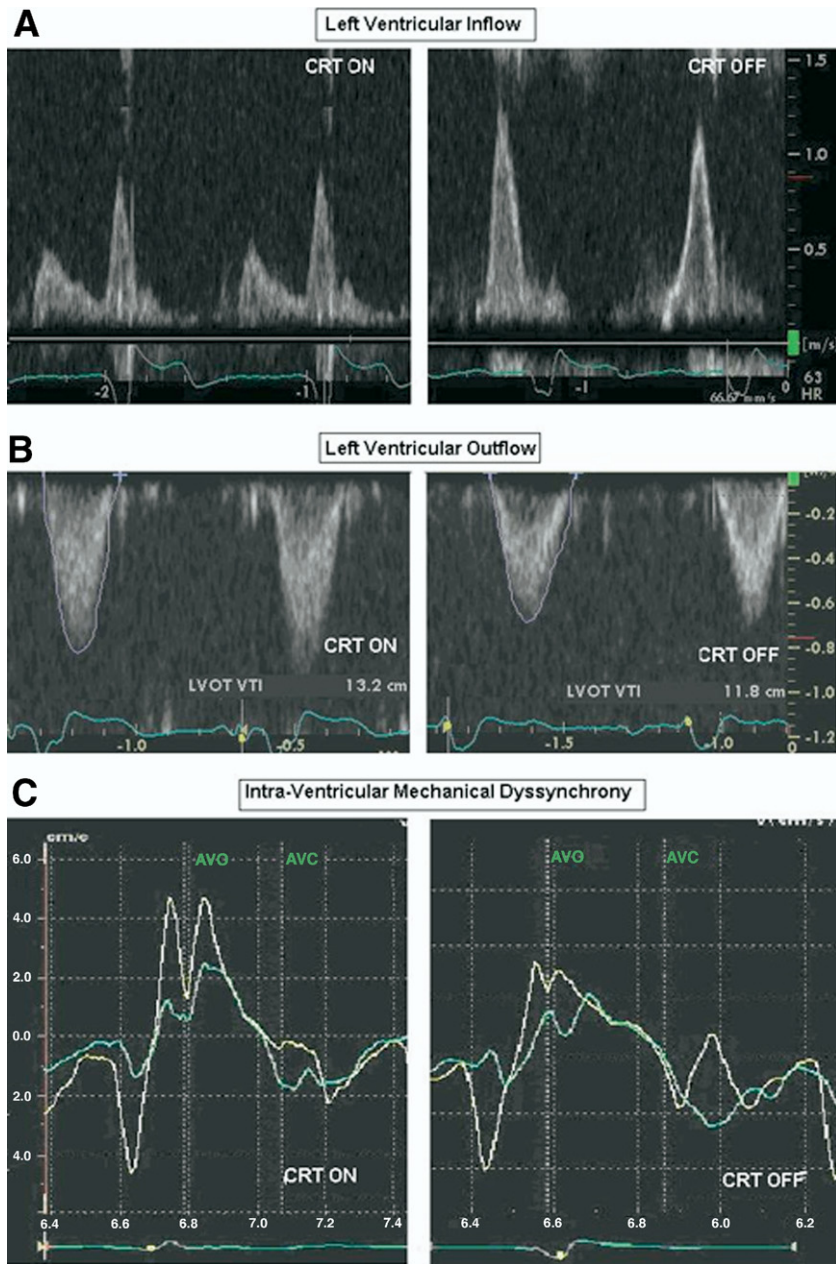 A
Left Ventricular Inflow
CRT ON
CRT OFF
1.5
1.0
0.5
[m/s]
-2
-1
-1
0
63
HR
66.67 mm/s
B
Left Ventricular Outflow
-0.2
-0.4
-0.6
-0.8
-1.0
-1.2
CRT ON
CRT OFF
LVOT VTI 13.2 cm
LVOT VTI 11.8 cm
-1.0
-0.5
-1.5
-1.0
0
C
Intra-Ventricular Mechanical Dyssynchrony
AVO
AVC
AVO
AVC
6.0
4.0
2.0
0.0
2.0
4.0
CRT ON
CRT OFF
6.4 6.6 6.8 7.0 7.2 7.4
6.4 6.6 6.8 6.0 6.2